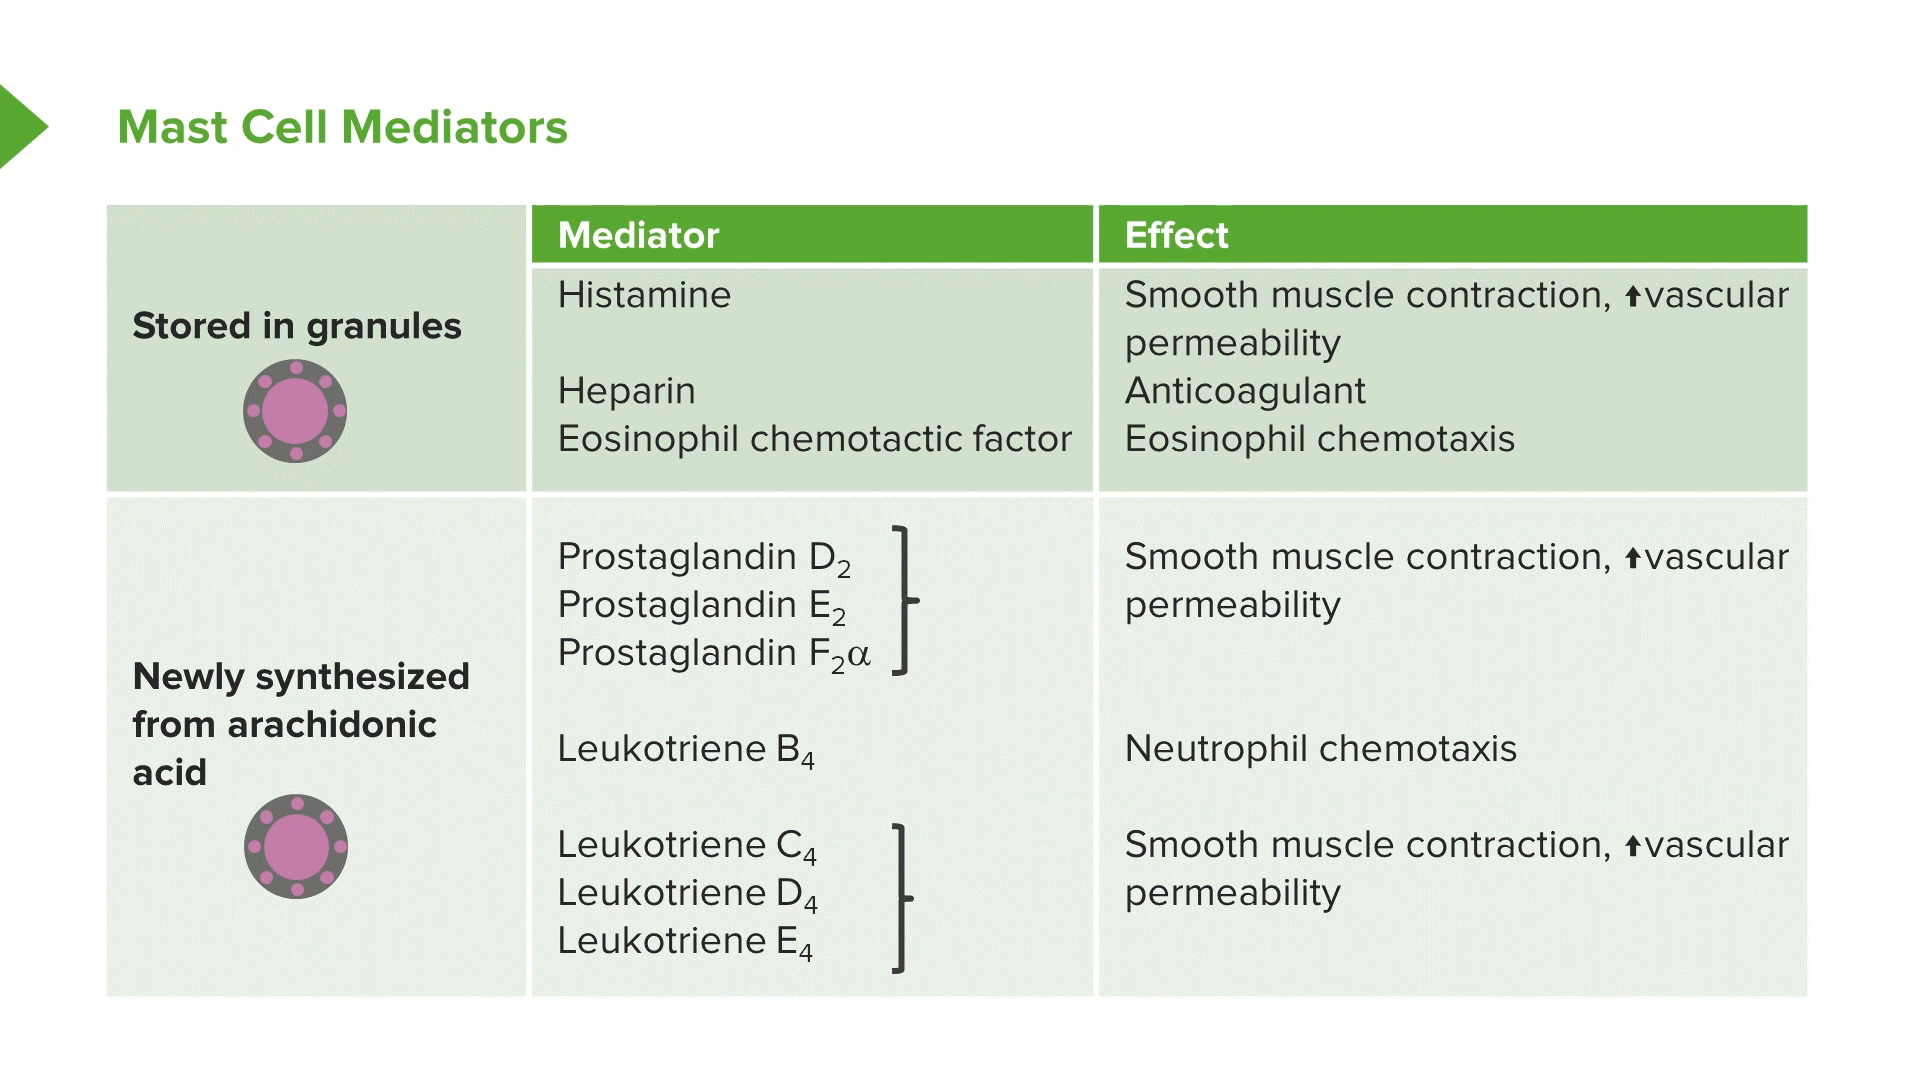 Mast Cell Mediators
Mediator
Effect
Stored in granules
Histamine
Smooth muscle contraction, ⬆vascular
permeability
Heparin
Anticoagulant
Eosinophil chemotactic factor
Eosinophil chemotaxis
Newly synthesized
from arachidonic
acid
Prostaglandin D₂
Prostaglandin E₂
Prostaglandin F₂α
Smooth muscle contraction, ⬆vascular
permeability
Leukotriene B₄
Neutrophil chemotaxis
Leukotriene C₄
Leukotriene D₄
Leukotriene E₄
Smooth muscle contraction, ⬆vascular
permeability